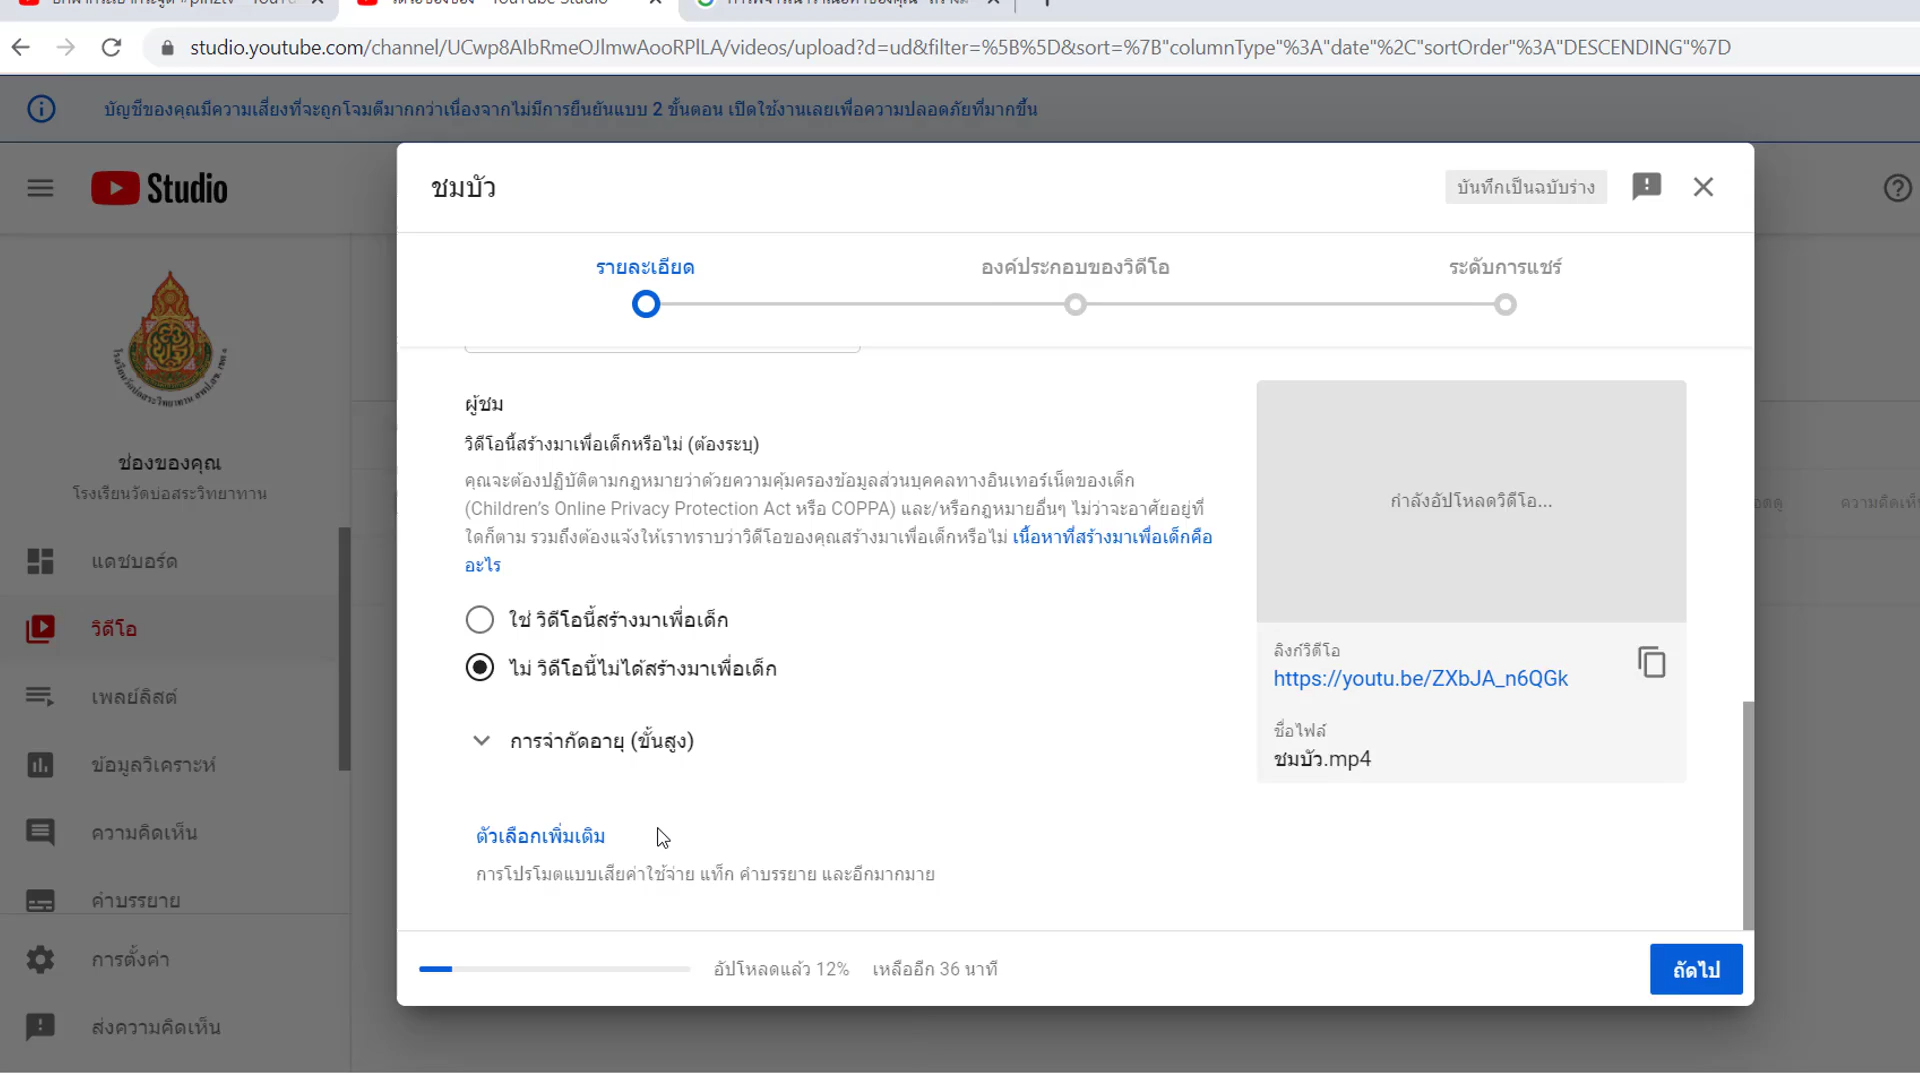 studio.youtube.com/channel/UCwp8AIbRmeOJlmwAooRPlLA/videos/upload?d=ud&filter=%5B%5D&sort=%7B"columnType"%3A"date"%2C"sortOrder"%3A"DESCENDING"%7D
บัญชีของคุณมีความเสี่ยงที่จะถูกโจมตีมากกว่าเนื่องจากไม่มีการยืนยันแบบ 2 ขั้นตอน เปิดใช้งานเลยเพื่อความปลอดภัยที่มากขึ้น
Studio
ช่องของคุณ
โรงเรียนวัดบ่อสระวิทยาทาน
แดชบอร์ด
วิดีโอ
เพลย์ลิสต์
ข้อมูลวิเคราะห์
ความคิดเห็น
คำบรรยาย
การตั้งค่า
ส่งความคิดเห็น
ชมบัว
บันทึกเป็นฉบับร่าง
รายละเอียด
องค์ประกอบของวิดีโอ
ระดับการแชร์
ผู้ชม
วิดีโอนี้สร้างมาเพื่อเด็กหรือไม่ (ต้องระบุ)
คุณจะต้องปฏิบัติตามกฎหมายว่าด้วยความคุ้มครองข้อมูลส่วนบุคคลทางอินเทอร์เน็ตของเด็ก
(Children's Online Privacy Protection Act หรือ COPPA) และ/หรือกฎหมายอื่นๆ ไม่ว่าจะอาศัยอยู่ที่
ใดก็ตาม รวมถึงต้องแจ้งให้เราทราบว่าวิดีโอของคุณสร้างมาเพื่อเด็กหรือไม่ เนื้อหาที่สร้างมาเพื่อเด็กคือ
อะไร
ใช่ วิดีโอนี้สร้างมาเพื่อเด็ก
ไม่ วิดีโอนี้ไม่ได้สร้างมาเพื่อเด็ก
การจำกัดอายุ (ขั้นสูง)
ตัวเลือกเพิ่มเติม
การโปรโมตแบบเสียค่าใช้จ่าย แท็ก คำบรรยาย และอีกมากมาย
กำลังอัปโหลดวิดีโอ...
ลิงก์วิดีโอ
https://youtu.be/ZXbJA_n6QGk
ชื่อไฟล์
ชมบัว.mp4
อัปโหลดแล้ว 12% เหลืออีก 36 นาที
ถัดไป